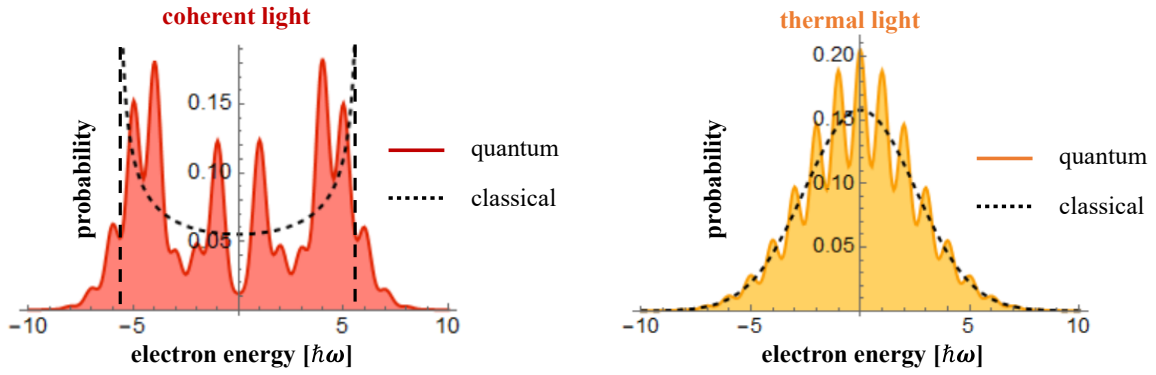 coherent light
probability
0.15
0.10
0.05
−10
−5
5
10
electron energy [ℏω]
quantum
classical
thermal light
probability
0.20
0.15
0.10
0.05
−10
−5
5
10
electron energy [ℏω]
quantum
classical